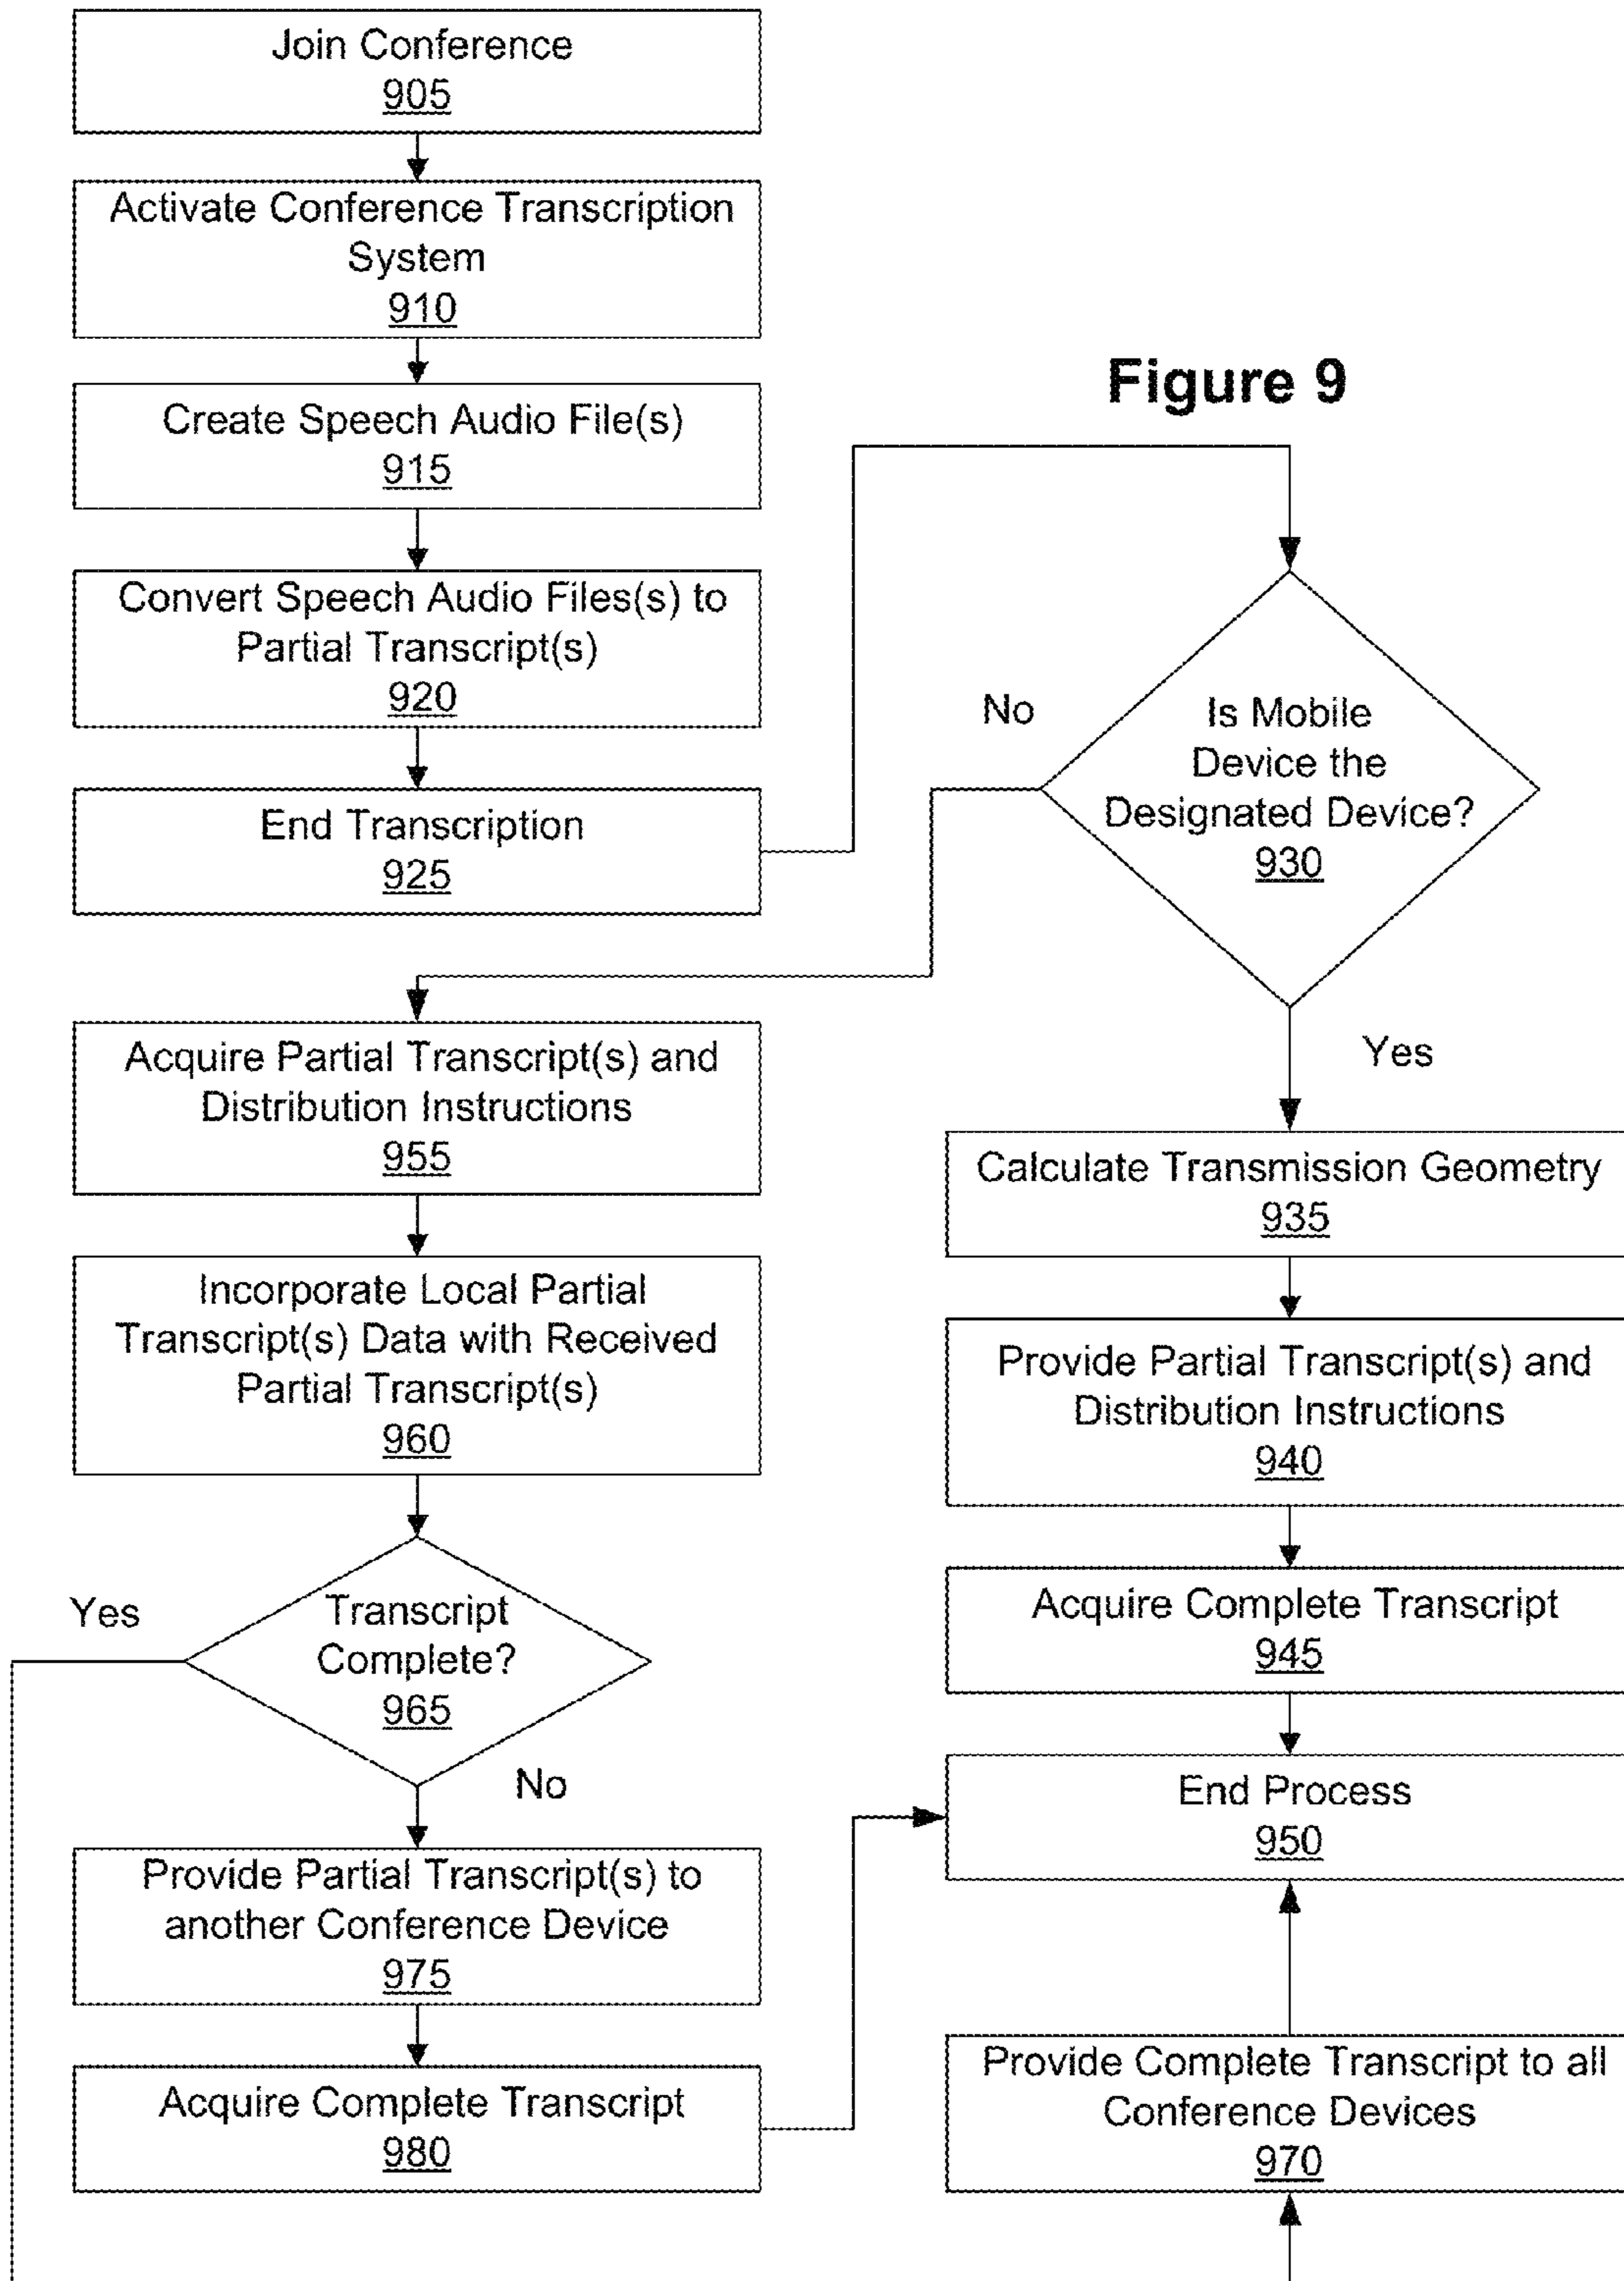 Join Conference
905
Activate Conference Transcription
System
910
Figure 9
Create Speech Audio File(s)
915
Convert Speech Audio Files(s) to
Partial Transcript(s)
920
End Transcription
925
No
Is Mobile
Device the
Designated Device?
930
Yes
Acquire Partial Transcript(s) and
Distribution Instructions
955
Calculate Transmission Geometry
935
Incorporate Local Partial
Transcript(s) Data with Received
Partial Transcript(s)
960
Provide Partial Transcript(s) and
Distribution Instructions
940
Yes
Transcript
Complete?
965
No
Acquire Complete Transcript
945
End Process
950
Provide Partial Transcript(s) to
another Conference Device
975
Acquire Complete Transcript
980
Provide Complete Transcript to all
Conference Devices
970